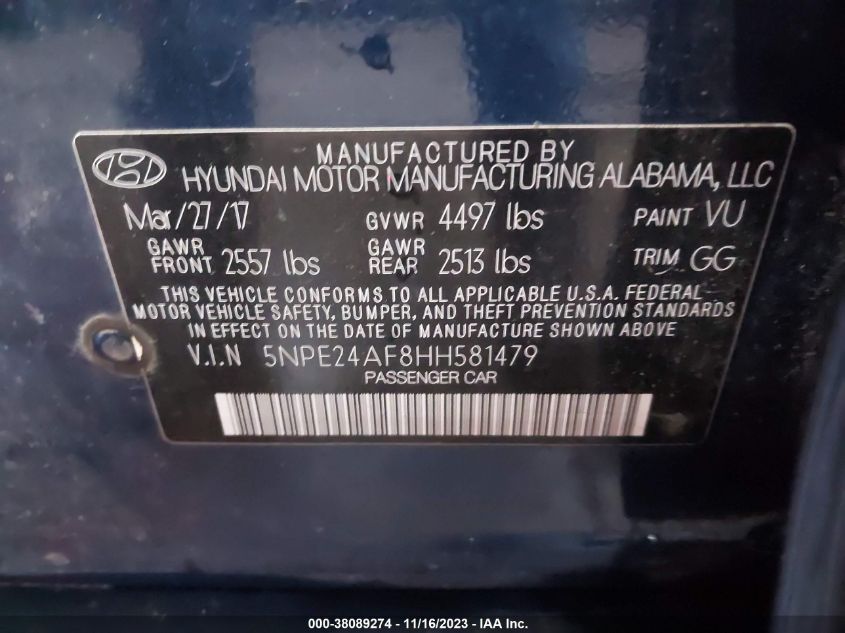 MANUFACTURED BY
HYUNDAI MOTOR MANUFACTURING ALABAMA, LLC
Mar/27/17 GVWR 4497 lbs PAINT VU
GAWR FRONT 2557 lbs GAWR REAR 2513 lbs TRIM GG
THIS VEHICLE CONFORMS TO ALL APPLICABLE U.S.A. FEDERAL
MOTOR VEHICLE SAFETY, BUMPER, AND THEFT PREVENTION STANDARDS
IN EFFECT ON THE DATE OF MANUFACTURE SHOWN ABOVE
V.I.N 5NPE24AF8HH581479
PASSENGER CAR
000-38089274 - 11/16/2023 - IAA Inc.